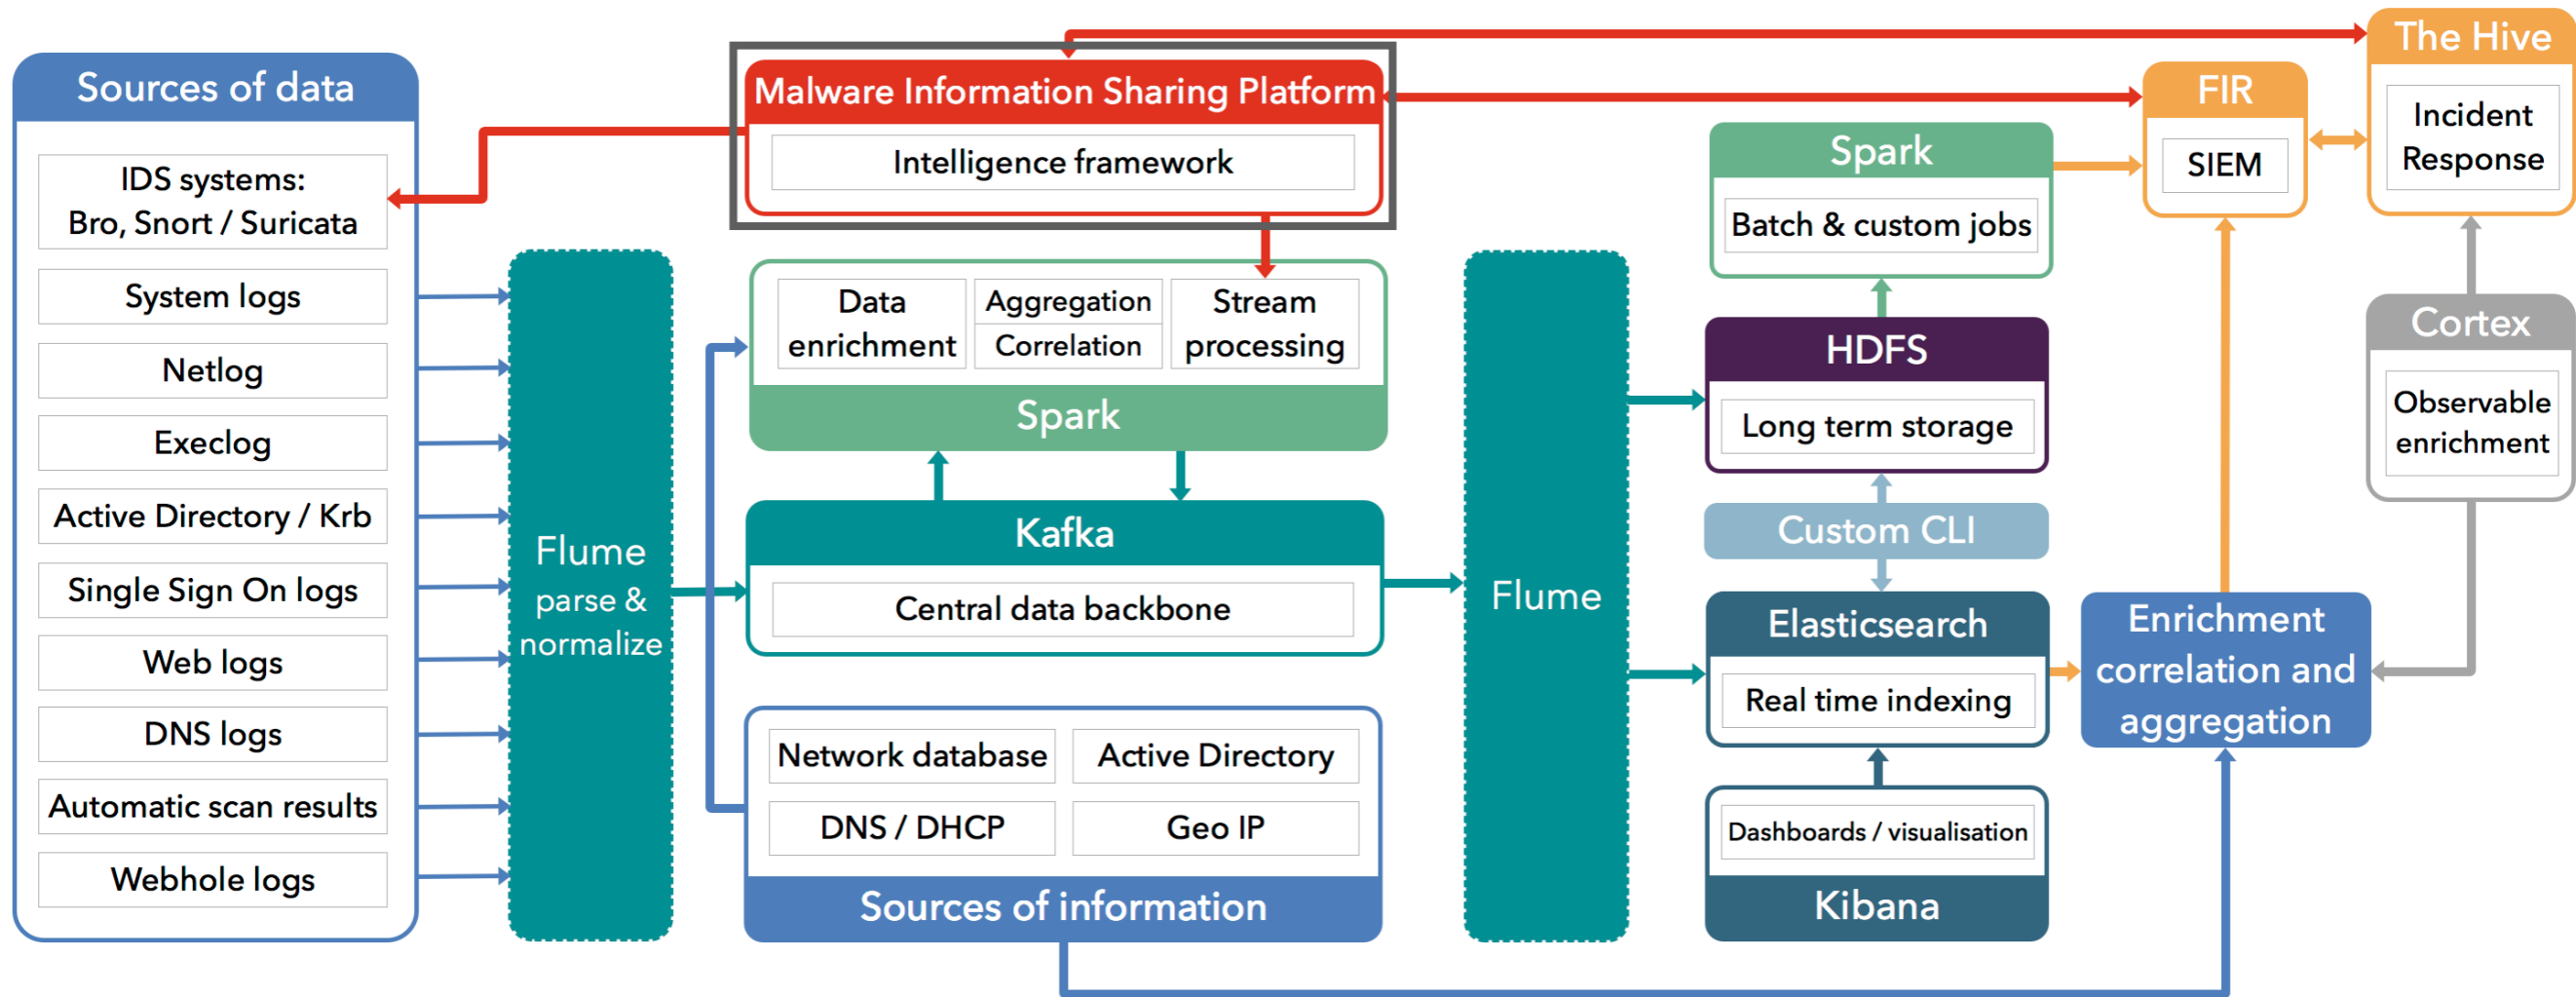 Sources of data
IDS systems:
Bro, Snort / Suricata
System logs
Netlog
Execlog
Active Directory / Krb
Single Sign On logs
Web logs
DNS logs
Automatic scan results
Webhole logs
Flume
parse &
normalize
Malware Information Sharing Platform
Intelligence framework
Data
enrichment
Aggregation
Correlation
Stream
processing
Spark
Kafka
Central data backbone
Network database
Active Directory
DNS / DHCP
Geo IP
Sources of information
Flume
Spark
Batch & custom jobs
HDFS
Long term storage
Custom CLI
Elasticsearch
Real time indexing
Dashboards / visualisation
Kibana
FIR
SIEM
Enrichment
correlation and
aggregation
The Hive
Incident
Response
Cortex
Observable
enrichment